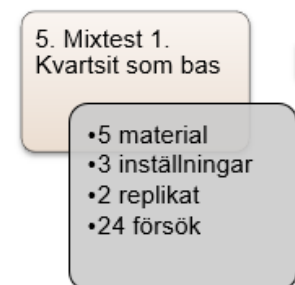 5. Mixtest 1.
Kvartsit som bas
•5 material
•3 inställningar
•2 replikat
•24 försök